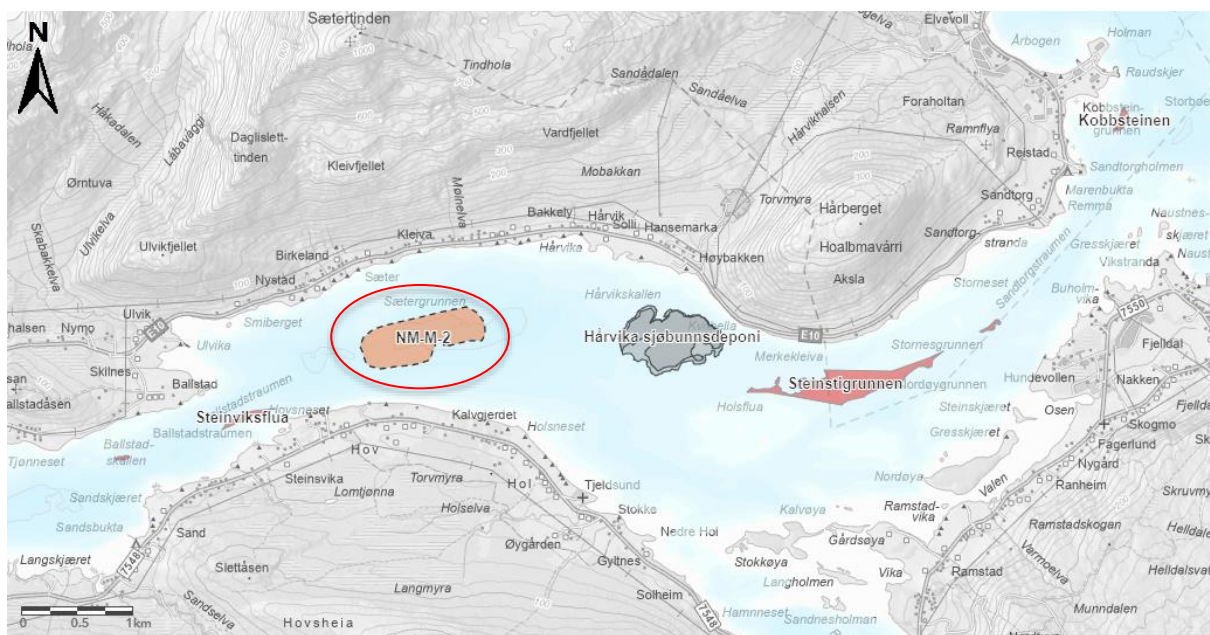 N
Sætertinden
Tindhola
Sandådalen
Sandåelva
Hårvikhalsen
Elvevoll
Årbogen
Holman
Raudskjer
Foraholtan
Ramnflya
Kobbstein-
grunnen
Kobbsteinen
Reistad
Sandtorgholmen
Håkadalen
Låbavággi
Daglislett-
tinden
Vardfjellet
Kleivfjellet
Mobakkan
Ørntuva
Mølnelva
Torvmyra
Hårberget
Sandtorg
Marenbukta
Remma
Ulvikelva
Bakkely
Hårvik
Solli
Hansemarka
Sandtorg-
stranda
Skabakkelva
Ulvikfjellet
Kleiva
Hoalbmavárri
Gresskjæret
Vikstranda
Birkeland
Hårvika
Høybakken
Aksla
Sandtorgstraumen
Nystad
Sæter
Storneset
Buholm-
vika
7550
Sætergrunnen
Hårvikskallen
Ulvik
E10
Nymo
Smiberget
NM-M-2
Hårvika sjøbunnsdeponi
E10
Stornesgrunnen
Fjelldal
Ulvika
Merkekleiva
Skilnes
Steinstigrunnen
Hundevollen
Nakken
Ballstad
Holsflua
Steinskjæret
Osen
Ballstadstraumen
Hovsneset
Steinviksflua
Kalvgjerdet
Holsneset
Gresskjæret
Skogmo
Fagerlund
Ballstad-
skallen
Hov
Tjønneset
Steinsvika
Torvmyra
Hol
Nordøya
Nygård
Lomtjønna
Tjeldsund
Valen
Ranheim
Sandskjæret
Holselva
Stokke
Kalvøya
Ramstad-
vika
Ramstadskogan
Sandsbukta
Sand
Nedre Hol
Gårdsøya
Øygården
Gyltnes
Stokkøya
Vika
Varmoelva
Langskjæret
7548
Slettåsen
Langholmen
Ramstad
Langmyra
Solheim
Sandselva
Hamnneset
Sandnesholman
Munndalen
0 0.5 1km
Hovsheia
7548